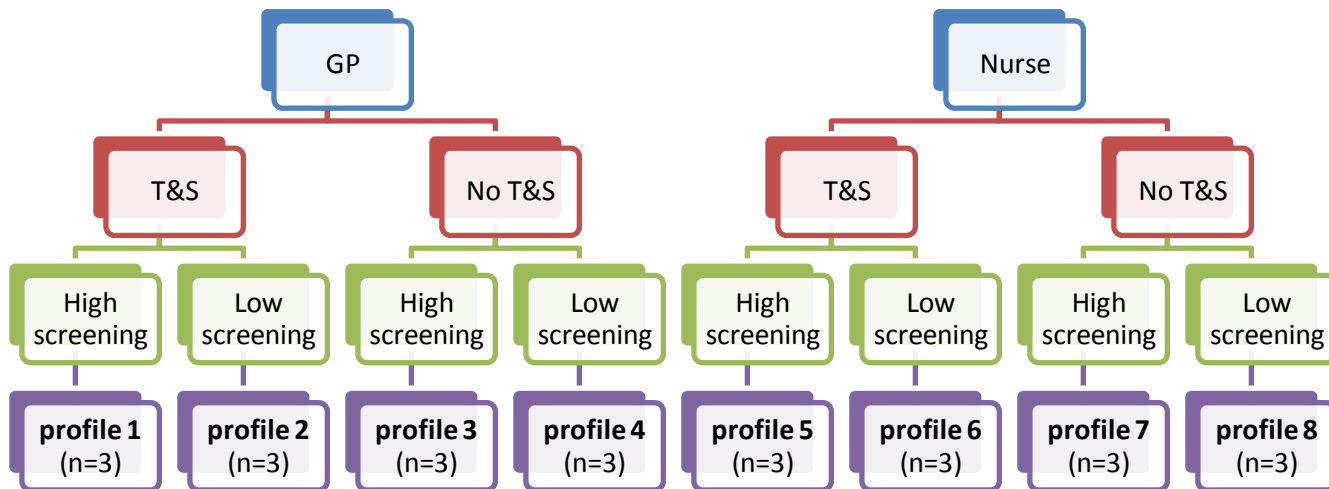 GP
Nurse
T&S
No T&S
T&S
No T&S
High
screening
Low
screening
High
screening
Low
screening
High
screening
Low
screening
High
screening
Low
screening
profile 1
(n=3)
profile 2
(n=3)
profile 3
(n=3)
profile 4
(n=3)
profile 5
(n=3)
profile 6
(n=3)
profile 7
(n=3)
profile 8
(n=3)